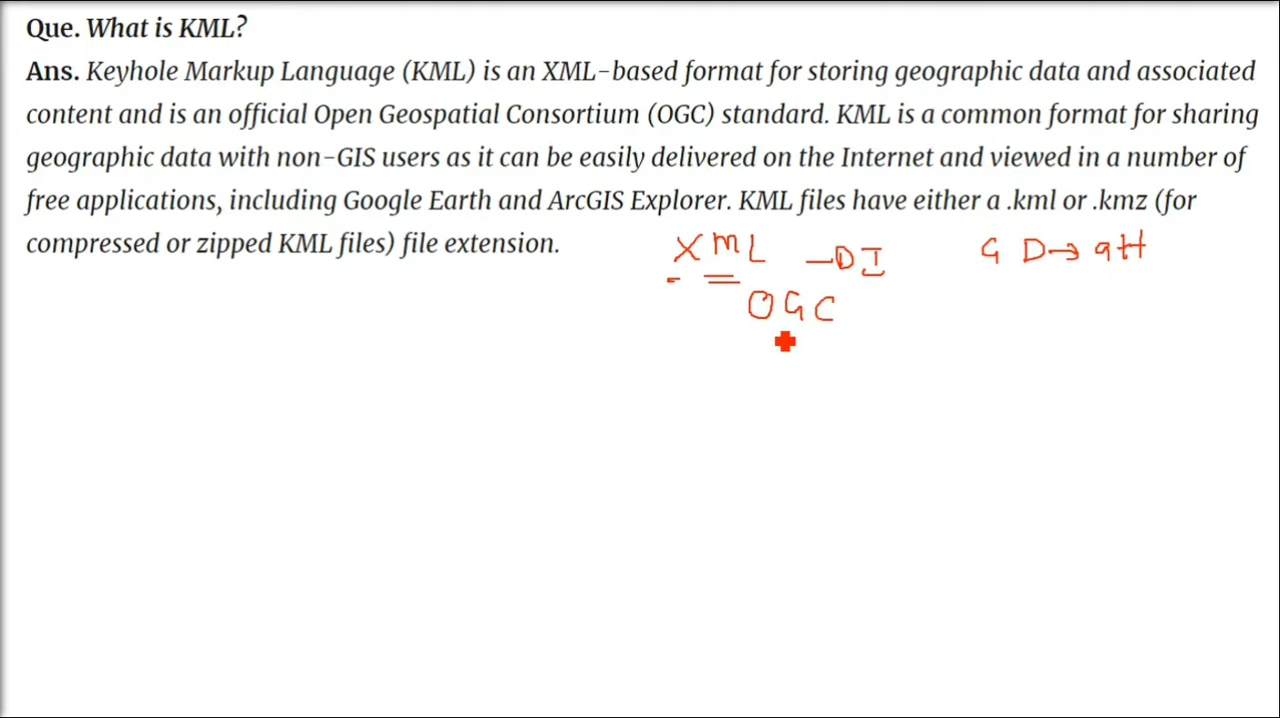 Que. What is KML?
Ans. Keyhole Markup Language (KML) is an XML-based format for storing geographic data and associated
content and is an official Open Geospatial Consortium (OGC) standard. KML is a common format for sharing
geographic data with non-GIS users as it can be easily delivered on the Internet and viewed in a number of
free applications, including Google Earth and ArcGIS Explorer. KML files have either a .kml or .kmz (for
compressed or zipped KML files) file extension.
XML - DI G D →
OGC